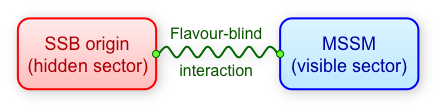 SSB origin
(hidden sector)
Flavour-blind
interaction
MSSM
(visible sector)